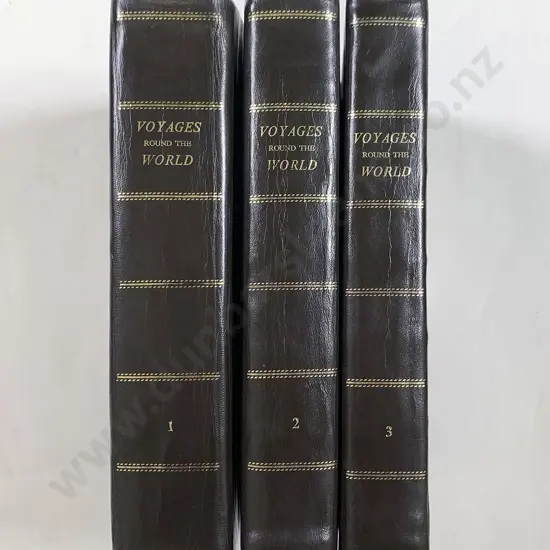 VOYAGES
ROUND THE
WORLD
1
VOYAGES
ROUND THE
WORLD
2
VOYAGES
ROUND THE
WORLD
3